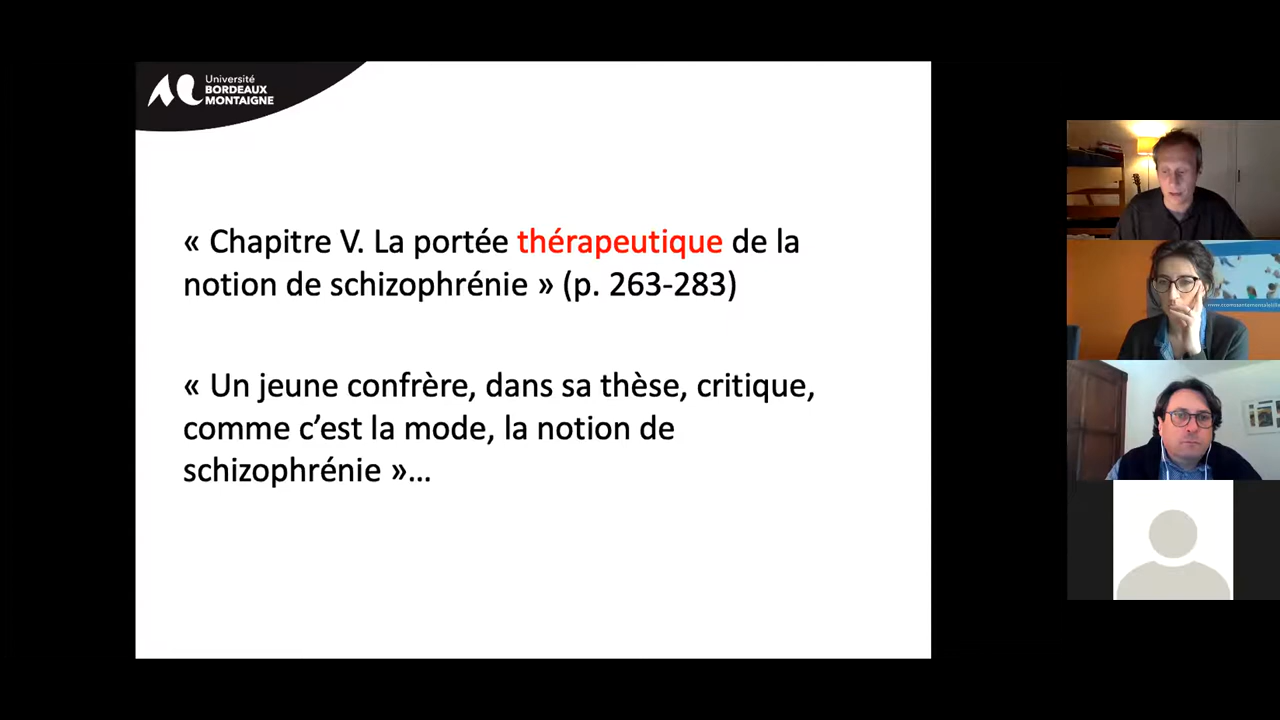 Université
BORDEAUX
MONTAIGNE
« Chapitre V. La portée thérapeutique de la
notion de schizophrénie » (p. 263-283)
« Un jeune confrère, dans sa thèse, critique,
comme c’est la mode, la notion de
schizophrénie »…